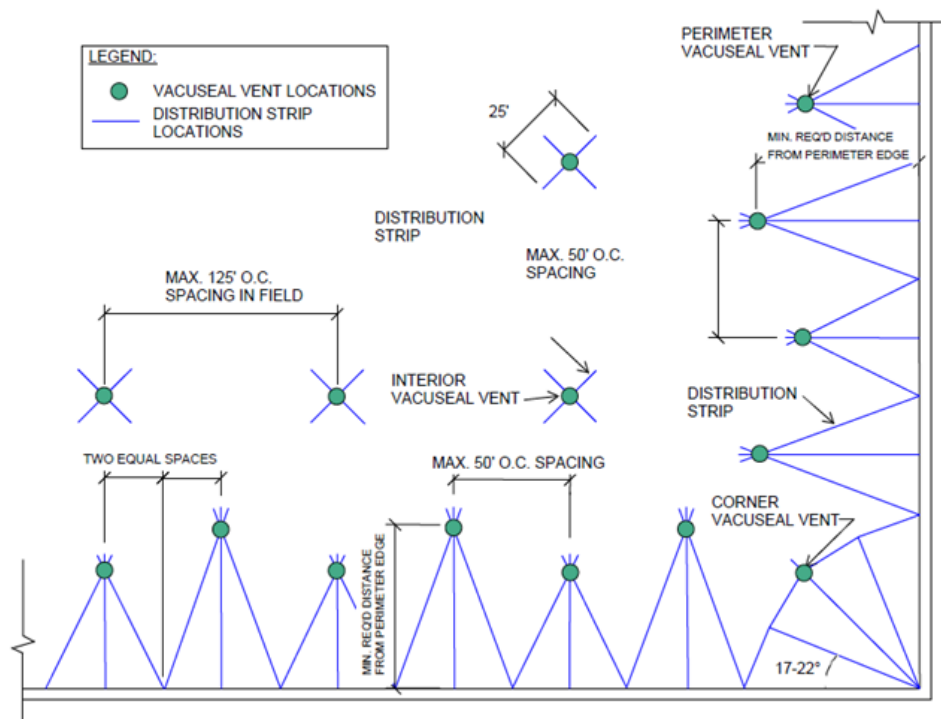 LEGEND:
VACUSEAL VENT LOCATIONS
DISTRIBUTION STRIP
LOCATIONS
PERIMETER
VACUSEAL VENT
25'
MIN. REQ'D DISTANCE
FROM PERIMETER EDGE
DISTRIBUTION
STRIP
MAX. 50' O.C.
SPACING
MAX. 125' O.C.
SPACING IN FIELD
INTERIOR
VACUSEAL VENT
DISTRIBUTION
STRIP
TWO EQUAL SPACES
MAX. 50' O.C. SPACING
CORNER
VACUSEAL VENT
MIN. REQ'D DISTANCE
FROM PERIMETER EDGE
17-22°